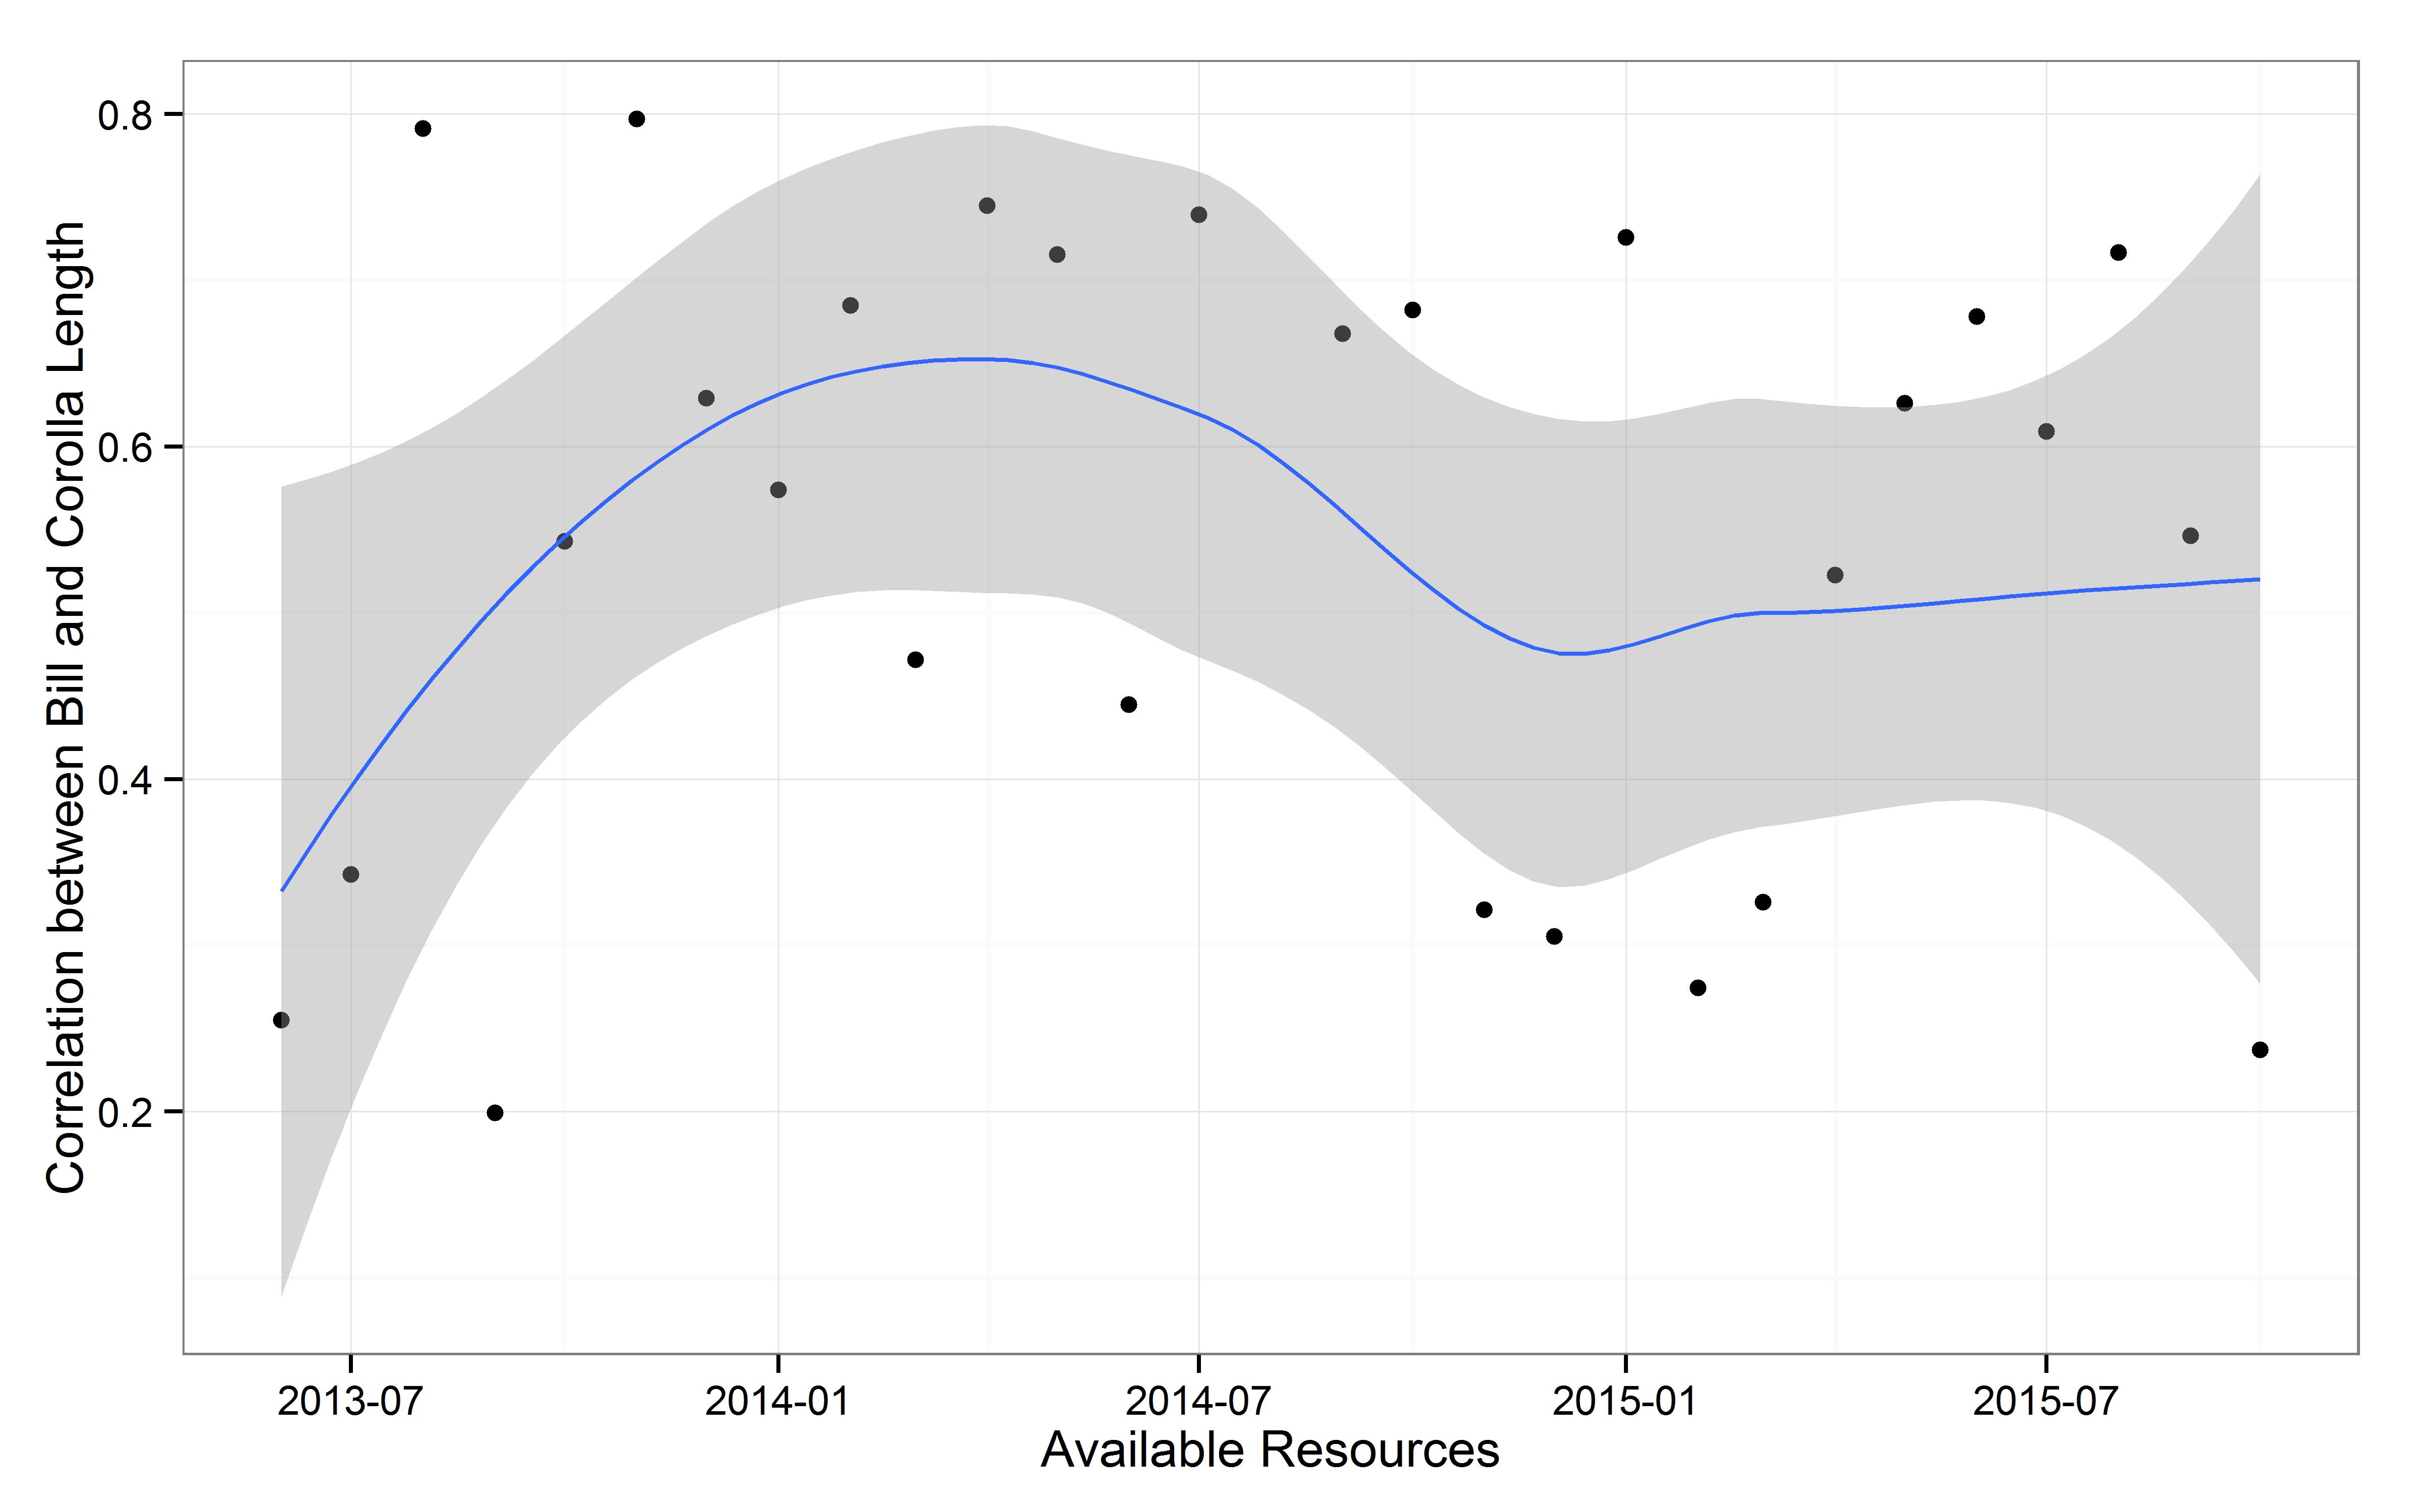 Correlation between Bill and Corolla Length
0.8
0.6
0.4
0.2
2013-07 2014-01 2014-07 2015-01 2015-07
Available Resources